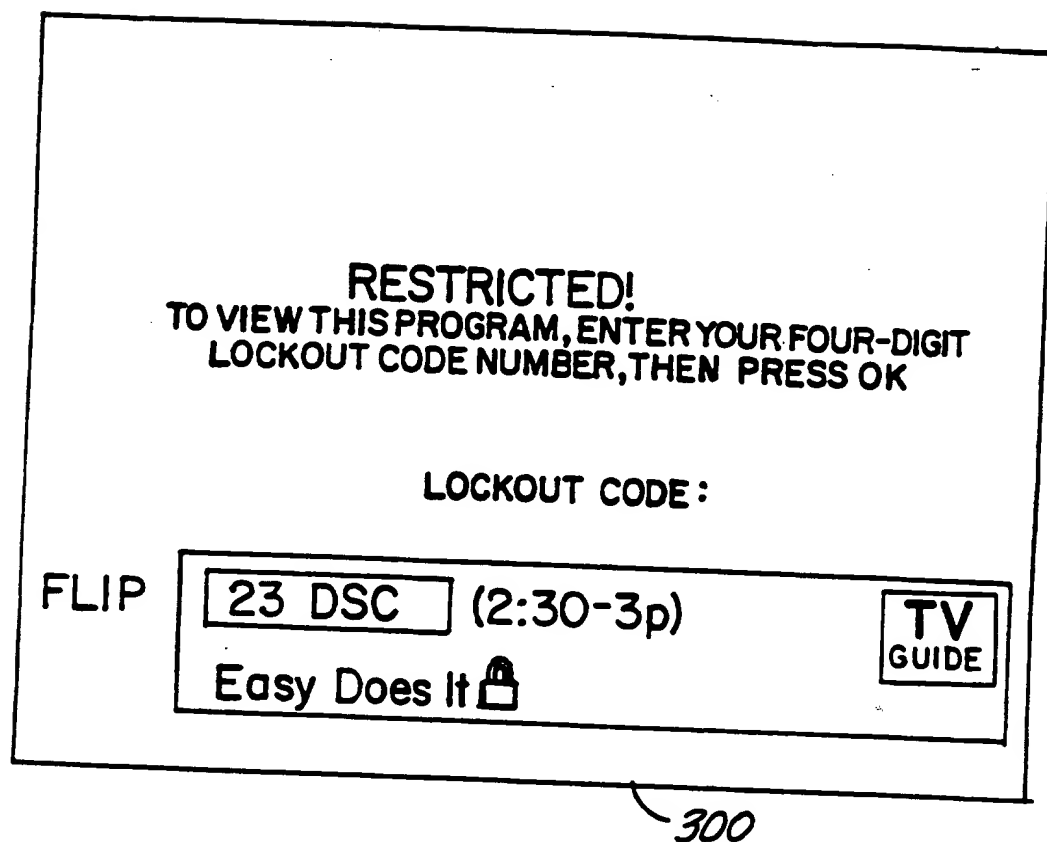 RESTRICTED!
TO VIEW THIS PROGRAM, ENTER YOUR FOUR-DIGIT
LOCKOUT CODE NUMBER, THEN PRESS OK
LOCKOUT CODE:
FLIP
23 DSC (2:30-3p)
TV
GUIDE
Easy Does It
300